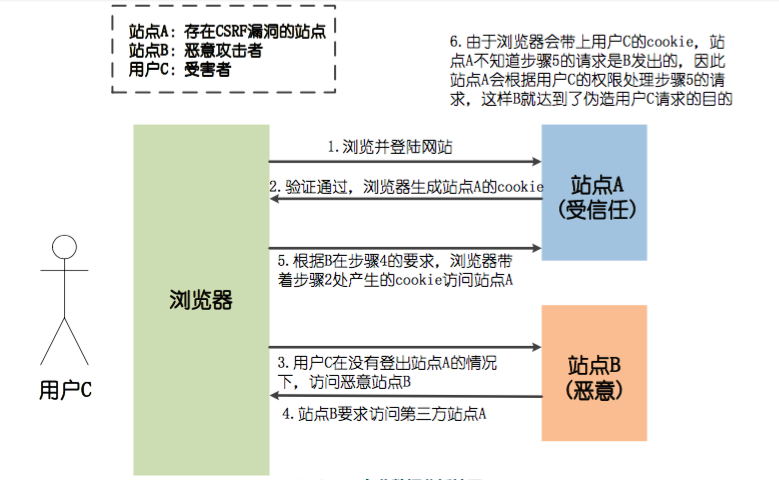 站点A: 存在CSRF漏洞的站点
站点B: 恶意攻击者
用户C: 受害者
6.由于浏览器会带上用户C的cookie，站
点A不知道步骤5的请求是B发出的，因此
站点A会根据用户C的权限处理步骤5的请
求，这样B就达到了伪造用户C请求的目的
1.浏览并登陆网站
2.验证通过，浏览器生成站点A的cookie
站点A
(受信任)
5.根据B在步骤4的要求，浏览器带
着步骤2处产生的cookie访问站点A
浏览器
用户C
3.用户C在没有登出站点A的情况
下，访问恶意站点B
4.站点B要求访问第三方站点A
站点B
(恶意)